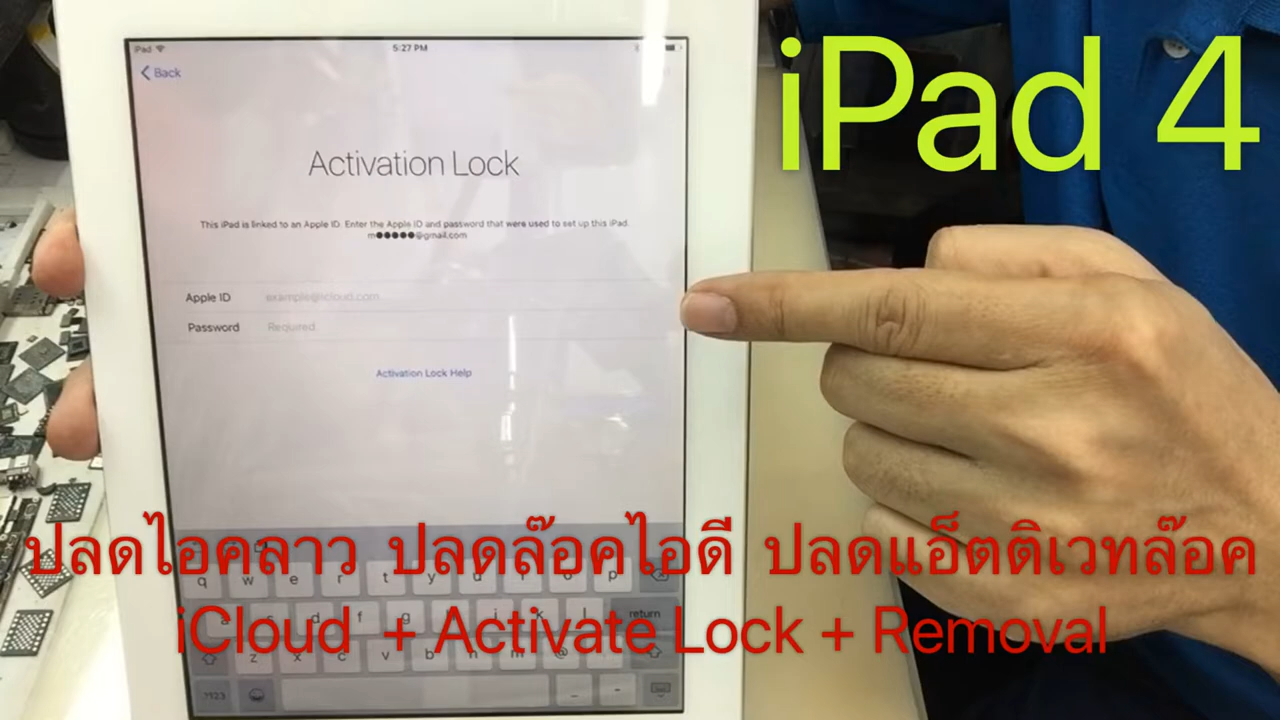 iPad 4
iPad
5:27 PM
Back
Activation Lock
This iPad is linked to an Apple ID. Enter the Apple ID and password that were used to set up this iPad.
m●●●●●@gmail.com
Apple ID example@icloud.com
Password Required
Activation Lock Help
ปลดไอคลาว ปลดล๊อคไอดี ปลดแอ็ตติเวทล๊อค
iCloud + Activate Lock + Removal
q w e r t y u i o p
a s d f g j k l return
z x c v b n m @
.?123 _ -